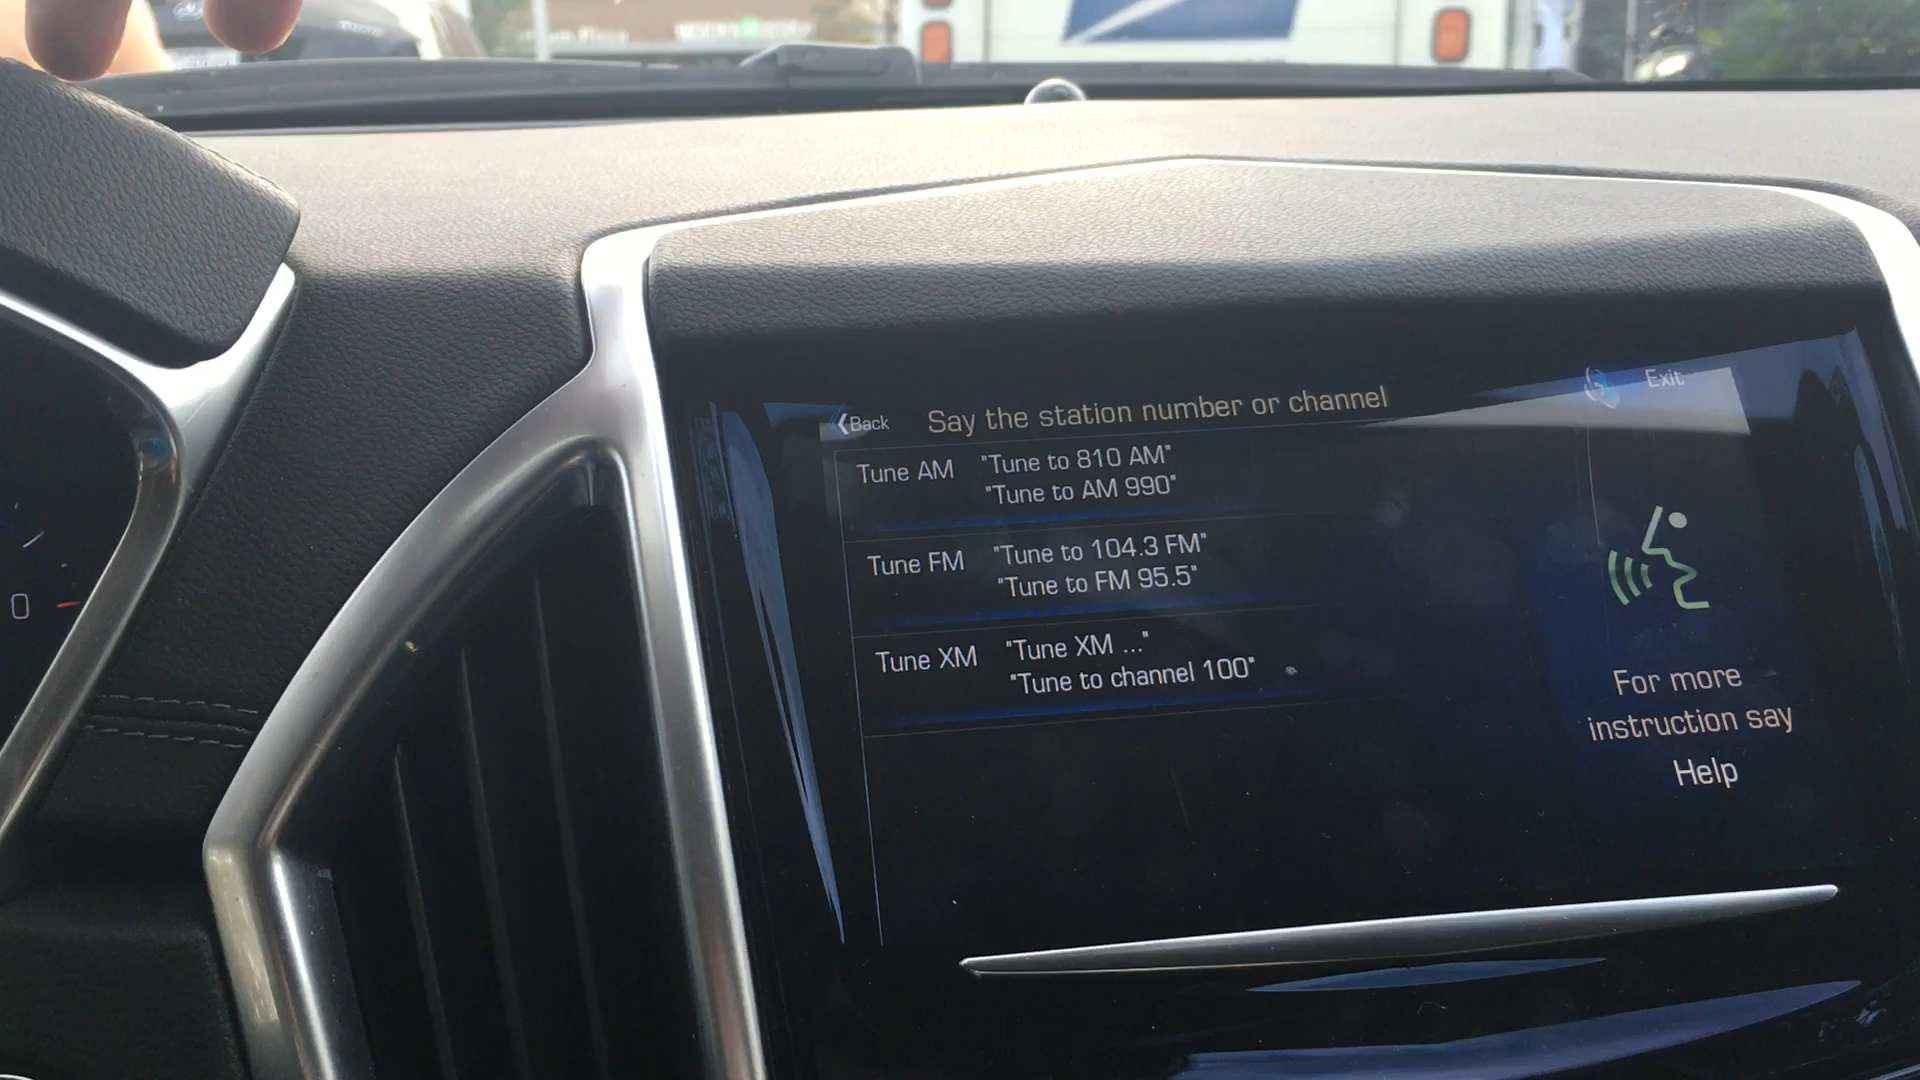 Back
Say the station number or channel
Exit
Tune AM
"Tune to 810 AM"
"Tune to AM 990"
Tune FM
"Tune to 104.3 FM"
"Tune to FM 95.5"
Tune XM
"Tune XM ..."
"Tune to channel 100"
For more
instruction say
Help
0